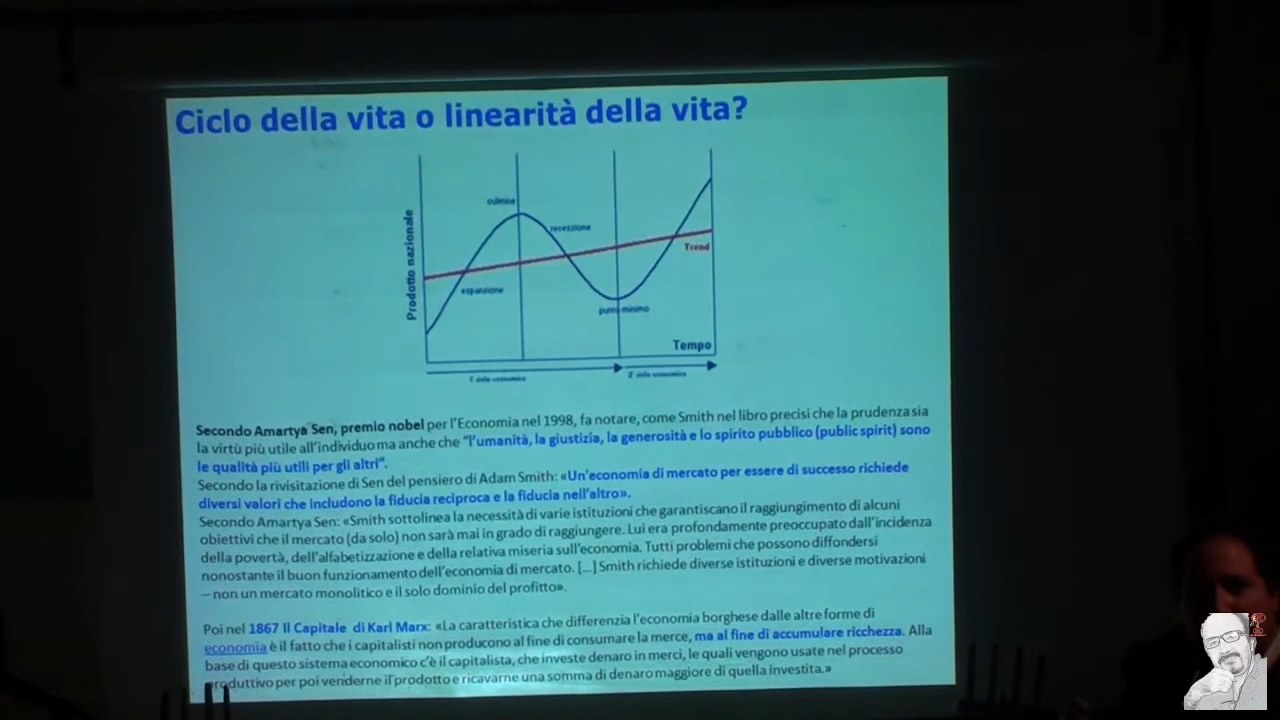 Ciclo della vita o linearità della vita?
culmine
recessione
Prodotto nazionale
Trend
espansione
punto minimo
Tempo
1° ciclo economico
2° ciclo economico
Secondo Amartya Sen, premio nobel per l'Economia nel 1998, fa notare, come Smith nel libro precisi che la prudenza sia
la virtù più utile all'individuo ma anche che "l'umanità, la giustizia, la generosità e lo spirito pubblico (public spirit) sono
le qualità più utili per gli altri".
Secondo la rivisitazione di Sen del pensiero di Adam Smith: «Un'economia di mercato per essere di successo richiede
diversi valori che includono la fiducia reciproca e la fiducia nell'altro».
Secondo Amartya Sen: «Smith sottolinea la necessità di varie istituzioni che garantiscano il raggiungimento di alcuni
obiettivi che il mercato (da solo) non sarà mai in grado di raggiungere. Lui era profondamente preoccupato dall'incidenza
della povertà, dell'alfabetizzazione e della relativa miseria sull'economia. Tutti problemi che possono diffondersi
nonostante il buon funzionamento dell'economia di mercato. [...] Smith richiede diverse istituzioni e diverse motivazioni
– non un mercato monolitico e il solo dominio del profitto».
Poi nel 1867 Il Capitale di Karl Marx: «La caratteristica che differenzia l'economia borghese dalle altre forme di
economia è il fatto che i capitalisti non producono al fine di consumare la merce, ma al fine di accumulare ricchezza. Alla
base di questo sistema economico c'è il capitalista, che investe denaro in merci, le quali vengono usate nel processo
produttivo per poi venderne il prodotto e ricavarne una somma di denaro maggiore di quella investita.»